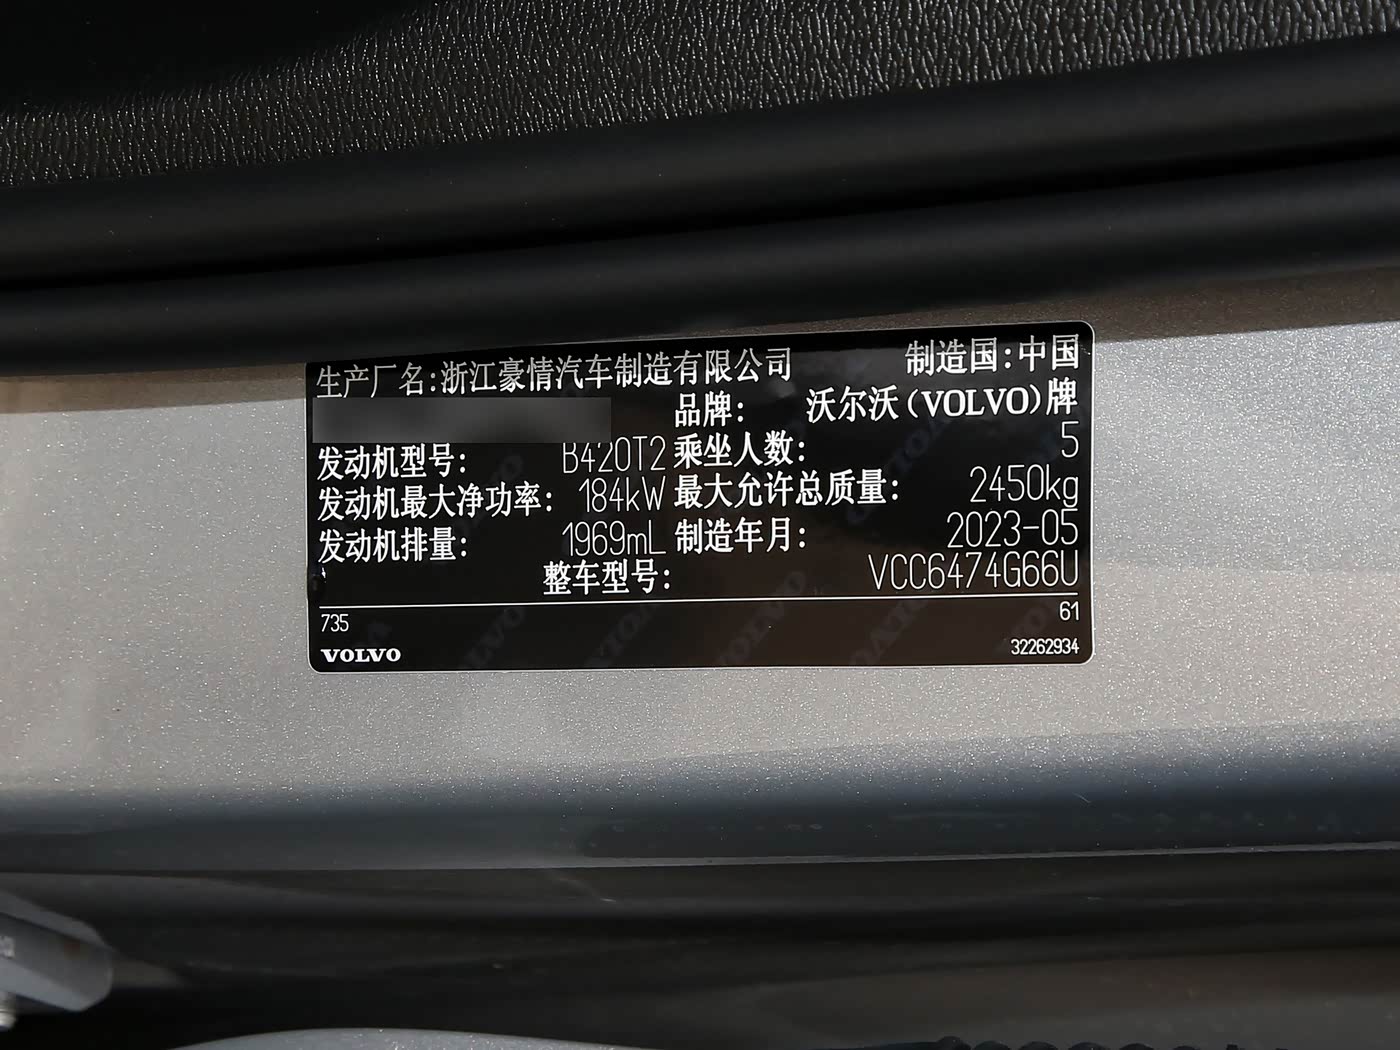 生产厂名:浙江豪情汽车制造有限公司 制造国:中国
品牌: 沃尔沃(VOLVO)牌
发动机型号: B420T2 乘坐人数: 5
发动机最大净功率: 184kW 最大允许总质量: 2450kg
发动机排量: 1969mL 制造年月: 2023-05
整车型号: VCC6474G66U
735 61
VOLVO 32262934